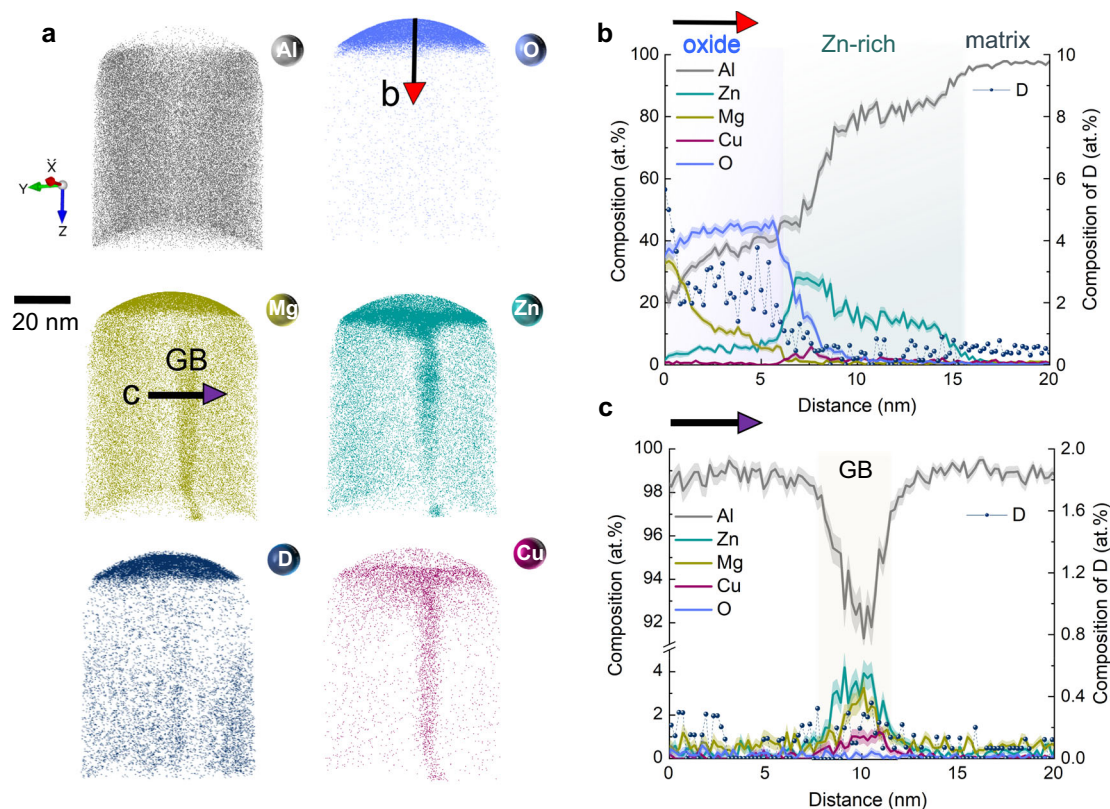 a
Al
O
b
X
Y
Z
Mg
Zn
20 nm
GB
c
D
Cu
b
oxide
Zn-rich
matrix
Al
Zn
Mg
Cu
O
D
Composition (at.%)
100
80
60
40
20
0
Composition of D (at.%)
10
8
6
4
2
0
0 5 10 15 20
Distance (nm)
c
GB
Al
Zn
Mg
Cu
O
D
Composition (at.%)
100
98
96
94
92
4
2
0
Composition of D (at.%)
2.0
1.6
1.2
0.8
0.4
0.0
0 5 10 15 20
Distance (nm)